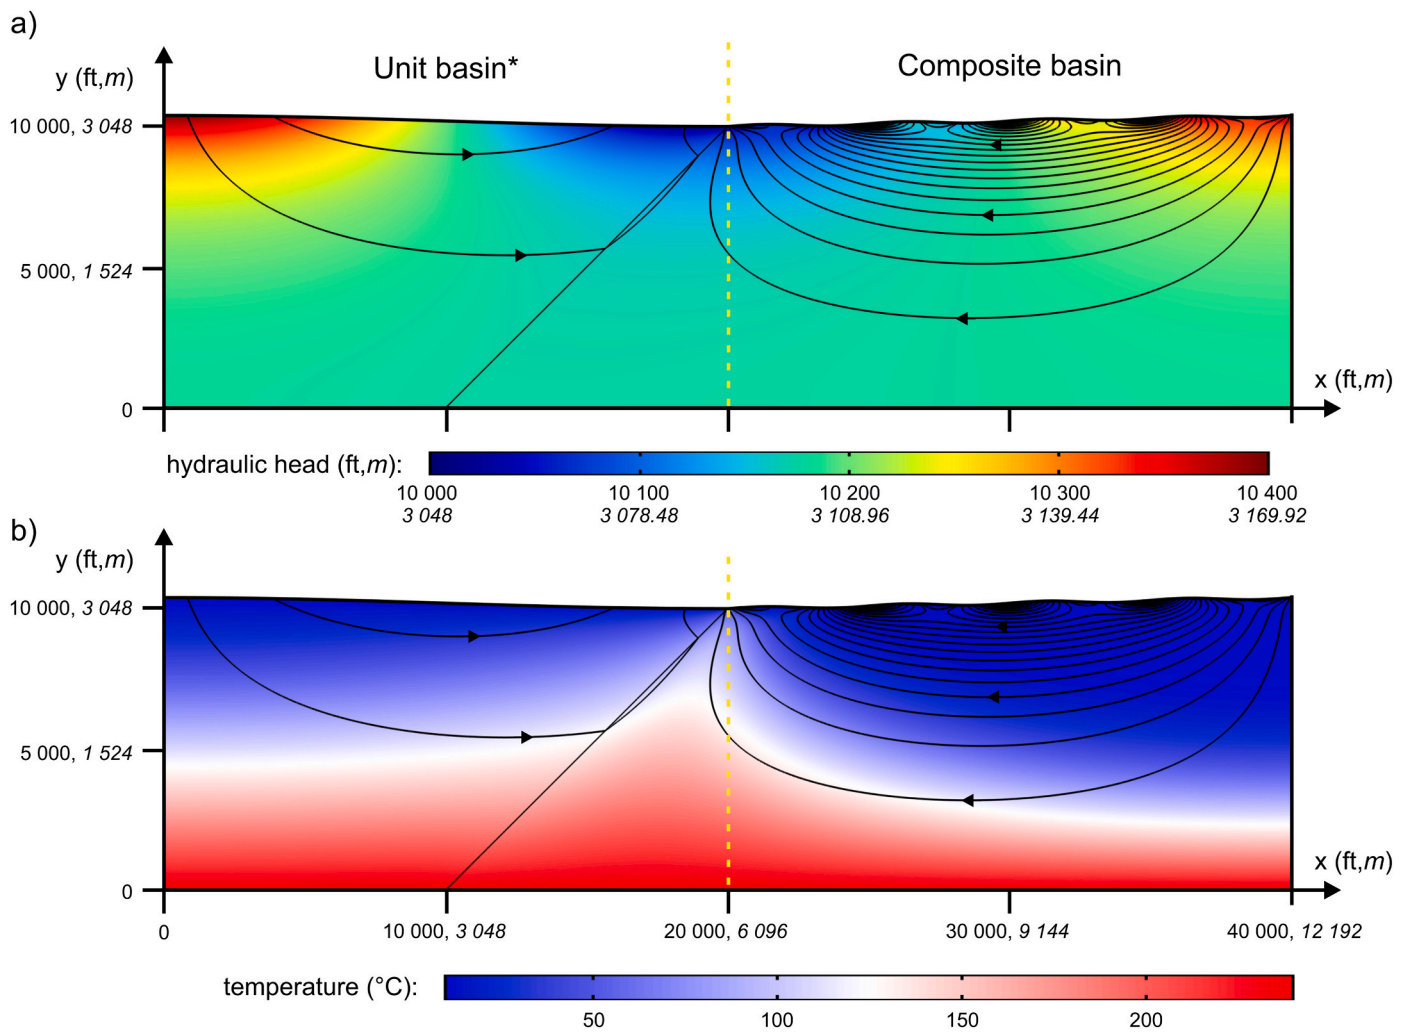 a)
Unit basin*
Composite basin
y (ft,m)
10 000, 3 048
5 000, 1 524
0
x (ft,m)
hydraulic head (ft,m):
10 000 10 100 10 200 10 300 10 400
3 048 3 078.48 3 108.96 3 139.44 3 169.92
b)
y (ft,m)
10 000, 3 048
5 000, 1 524
0
x (ft,m)
0 10 000, 3 048 20 000, 6 096 30 000, 9 144 40 000, 12 192
temperature (°C):
50 100 150 200